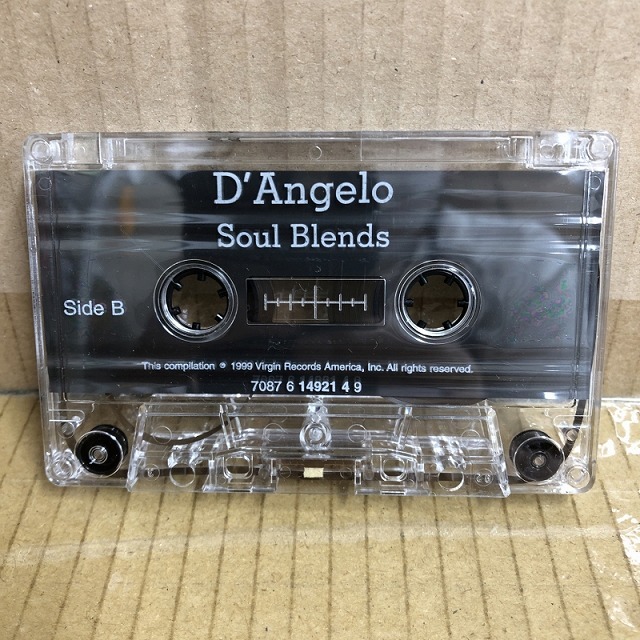 D'Angelo
Soul Blends
Side B
This compilation ℗ 1999 Virgin Records America, Inc. All rights reserved.
7087 6 14921 4 9